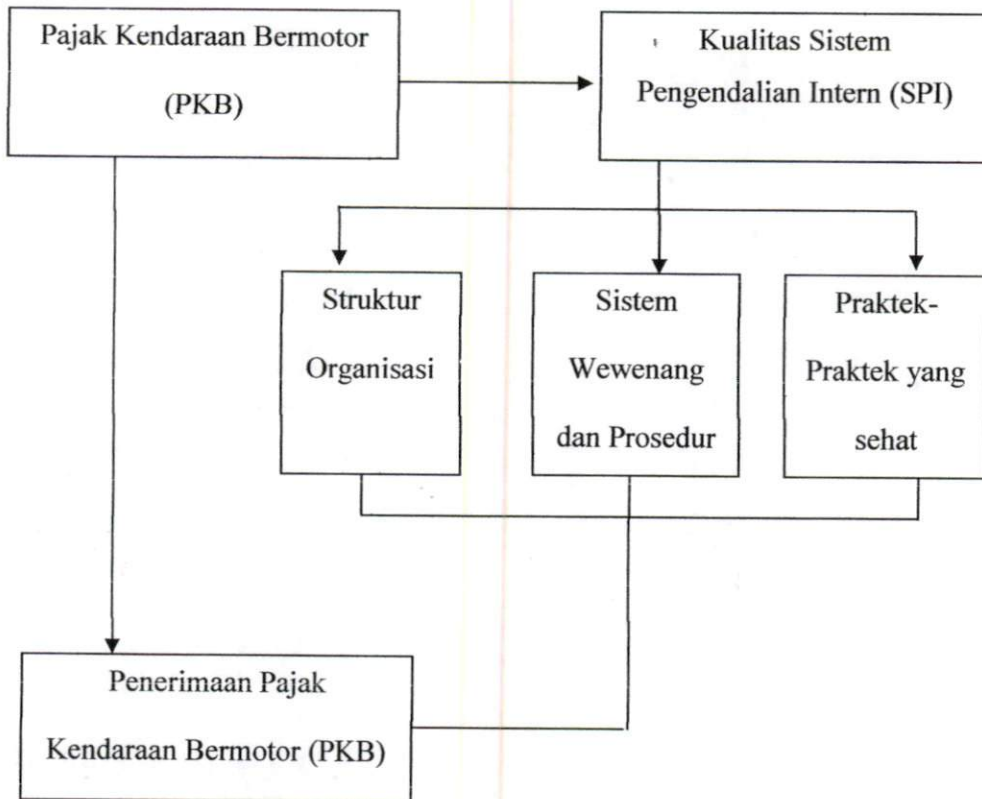 Pajak Kendaraan Bermotor
(PKB)
Kualitas Sistem
Pengendalian Intern (SPI)
Struktur
Organisasi
Sistem
Wewenang
dan Prosedur
Praktek-
Praktek yang
sehat
Penerimaan Pajak
Kendaraan Bermotor (PKB)